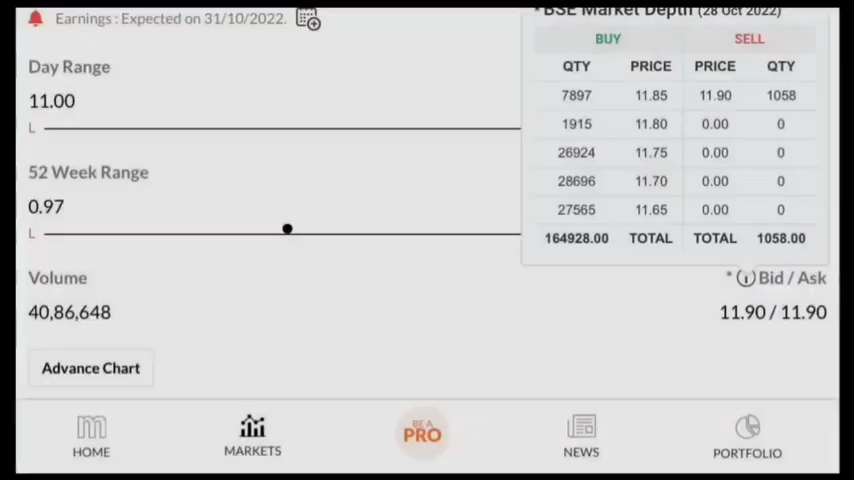 Earnings : Expected on 31/10/2022.
*BSE Market Depth (28 Oct 2022)
BUY SELL
QTY PRICE PRICE QTY
7897 11.85 11.90 1058
1915 11.80 0.00 0
26924 11.75 0.00 0
28696 11.70 0.00 0
27565 11.65 0.00 0
164928.00 TOTAL TOTAL 1058.00
Day Range
11.00
L
52 Week Range
0.97
L
Volume * Bid / Ask
40,86,648 11.90 / 11.90
Advance Chart
BE A
PRO
HOME MARKETS NEWS PORTFOLIO